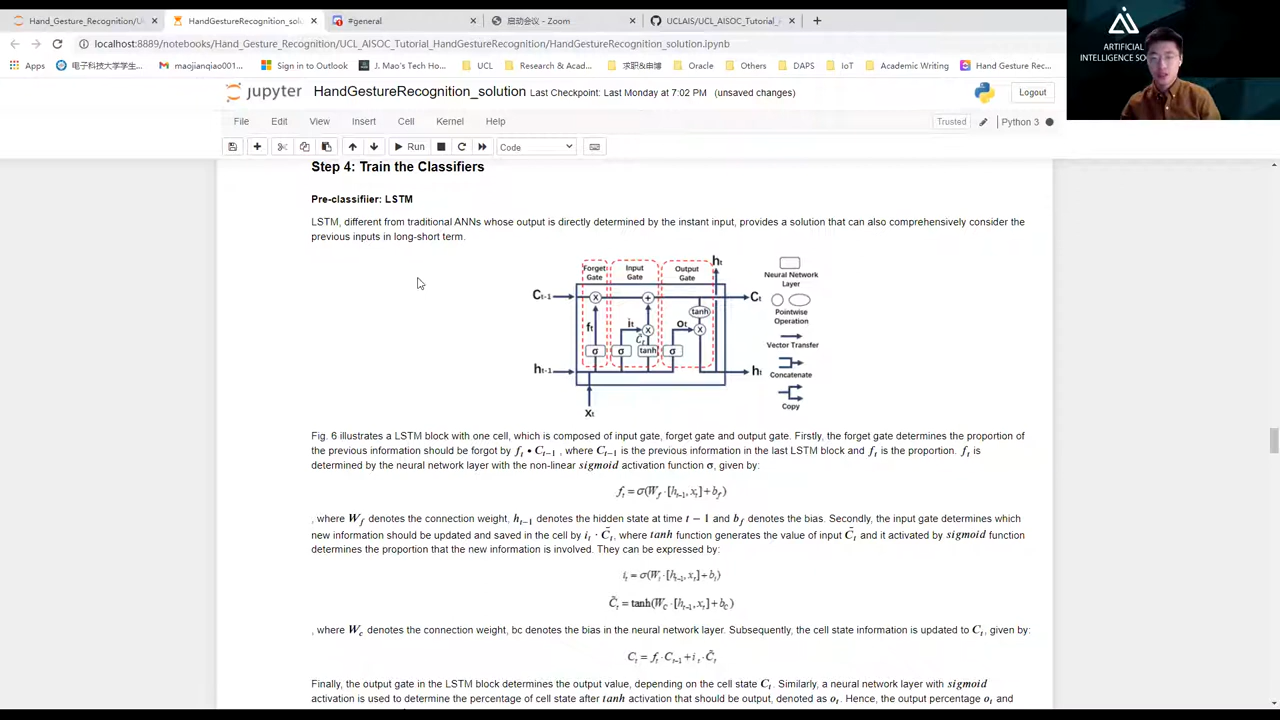 Hand_Gesture_Recognition/U
HandGestureRecognition_solu
#general
启动会议 - Zoom
UCLAIS/UCL_AISOC_Tutorial_
localhost:8889/notebooks/Hand_Gesture_Recognition/UCL_AISOC_Tutorial_HandGestureRecognition/HandGestureRecognition_solution.ipynb
Apps
电子科技大学学生...
maojianqiao001...
Sign in to Outlook
J. Mao's Tech Ho...
UCL
Research & Acad...
求职&申博
Oracle
Others
DAPS
IoT
Academic Writing
Hand Gesture Rec...
ARTIFICIAL
INTELLIGENCE SO
jupyter HandGestureRecognition_solution Last Checkpoint: Last Monday at 7:02 PM (unsaved changes)
Logout
File Edit View Insert Cell Kernel Help
Trusted
Python 3
Run
Code
Step 4: Train the Classifiers
Pre-classifiier: LSTM
LSTM, different from traditional ANNs whose output is directly determined by the instant input, provides a solution that can also comprehensively consider the
previous inputs in long-short term.
Forget Gate
Input Gate
Output Gate
ht
Ct-1
Ct
tanh
ft
it
Ct
ot
σ
σ
tanh
σ
ht-1
ht
Xt
Neural Network
Layer
Pointwise
Operation
Vector Transfer
Concatenate
Copy
Fig. 6 illustrates a LSTM block with one cell, which is composed of input gate, forget gate and output gate. Firstly, the forget gate determines the proportion of
the previous information should be forgot by f_t • C_{t−1} , where C_{t−1} is the previous information in the last LSTM block and f_t is the proportion. f_t is
determined by the neural network layer with the non-linear sigmoid activation function σ, given by:
f_t = σ(W_f ·[h_{t−1}, x_t] + b_f)
, where W_f denotes the connection weight, h_{t−1} denotes the hidden state at time t − 1 and b_f denotes the bias. Secondly, the input gate determines which
new information should be updated and saved in the cell by i_t · C̃_t, where tanh function generates the value of input C̃_t and it activated by sigmoid function
determines the proportion that the new information is involved. They can be expressed by:
i_t = σ(W_i ·[h_{t−1}, x_t] + b_i)
C̃_t = tanh(W_C ·[h_{t−1}, x_t] + b_C)
, where W_c denotes the connection weight, bc denotes the bias in the neural network layer. Subsequently, the cell state information is updated to C_t, given by:
C_t = f_t · C_{t−1} + i_t · C̃_t
Finally, the output gate in the LSTM block determines the output value, depending on the cell state C_t. Similarly, a neural network layer with sigmoid
activation is used to determine the percentage of cell state after tanh activation that should be output, denoted as o_t. Hence, the output percentage o_t and